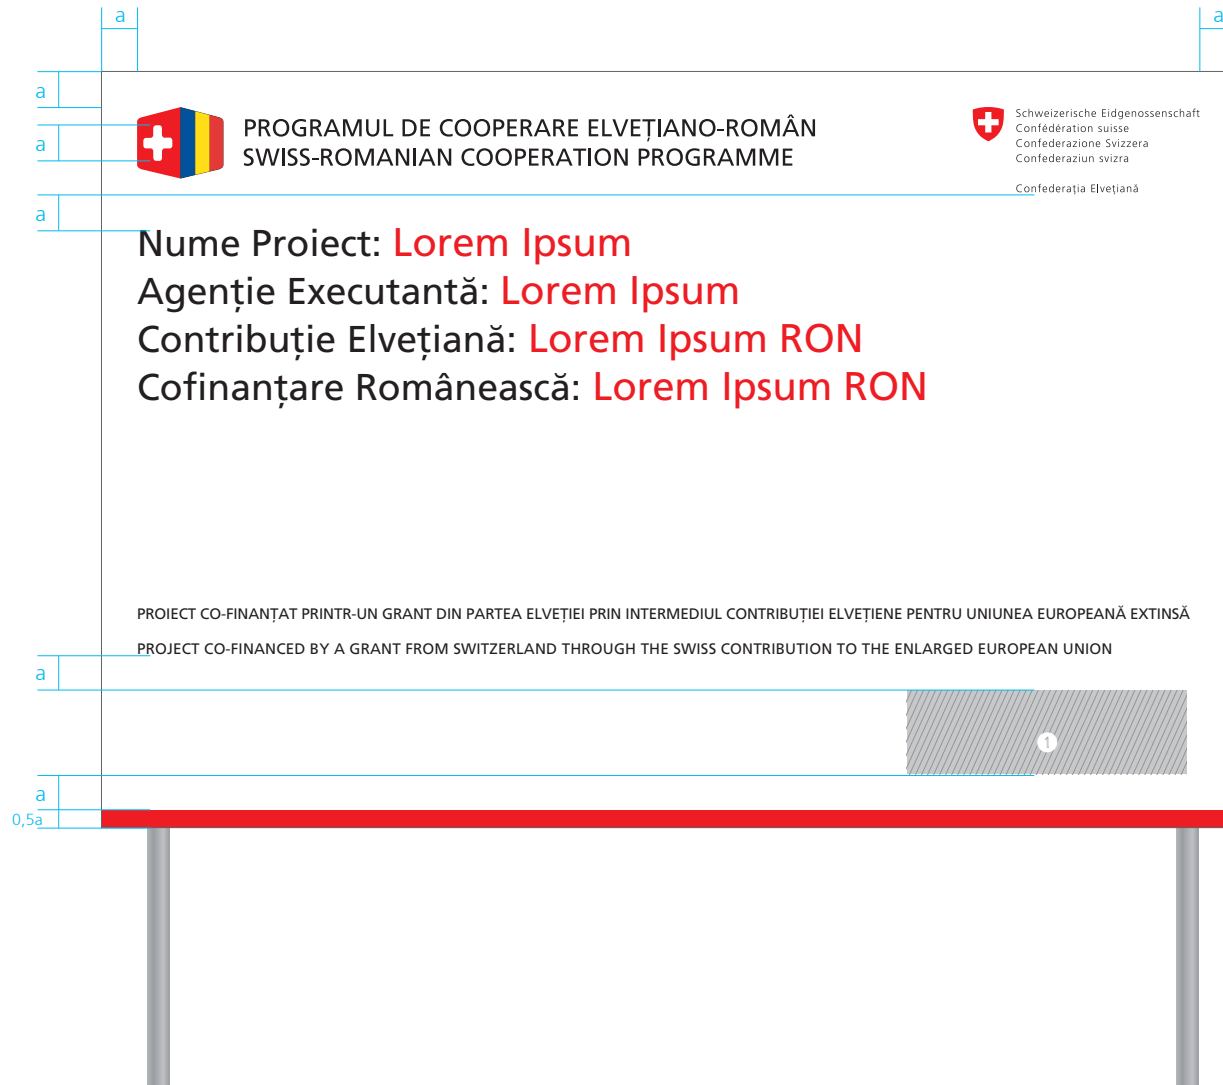 a
a
a
PROGRAMUL DE COOPERARE ELVEȚIANO-ROMÂN
SWISS-ROMANIAN COOPERATION PROGRAMME
a
Schweizerische Eidgenossenschaft
Confédération suisse
Confederazione Svizzera
Confederaziun svizra
Confederația Elvețiană
a
Nume Proiect: Lorem Ipsum
Agenție Executantă: Lorem Ipsum
Contribuție Elvețiană: Lorem Ipsum RON
Cofinanțare Românească: Lorem Ipsum RON
PROIECT CO-FINANȚAT PRINTR-UN GRANT DIN PARTEA ELVEȚIEI PRIN INTERMEDIUL CONTRIBUȚIEI ELVEȚIENE PENTRU UNIUNEA EUROPEANĂ EXTINSĂ
PROJECT CO-FINANCED BY A GRANT FROM SWITZERLAND THROUGH THE SWISS CONTRIBUTION TO THE ENLARGED EUROPEAN UNION
a
1
a
0,5a